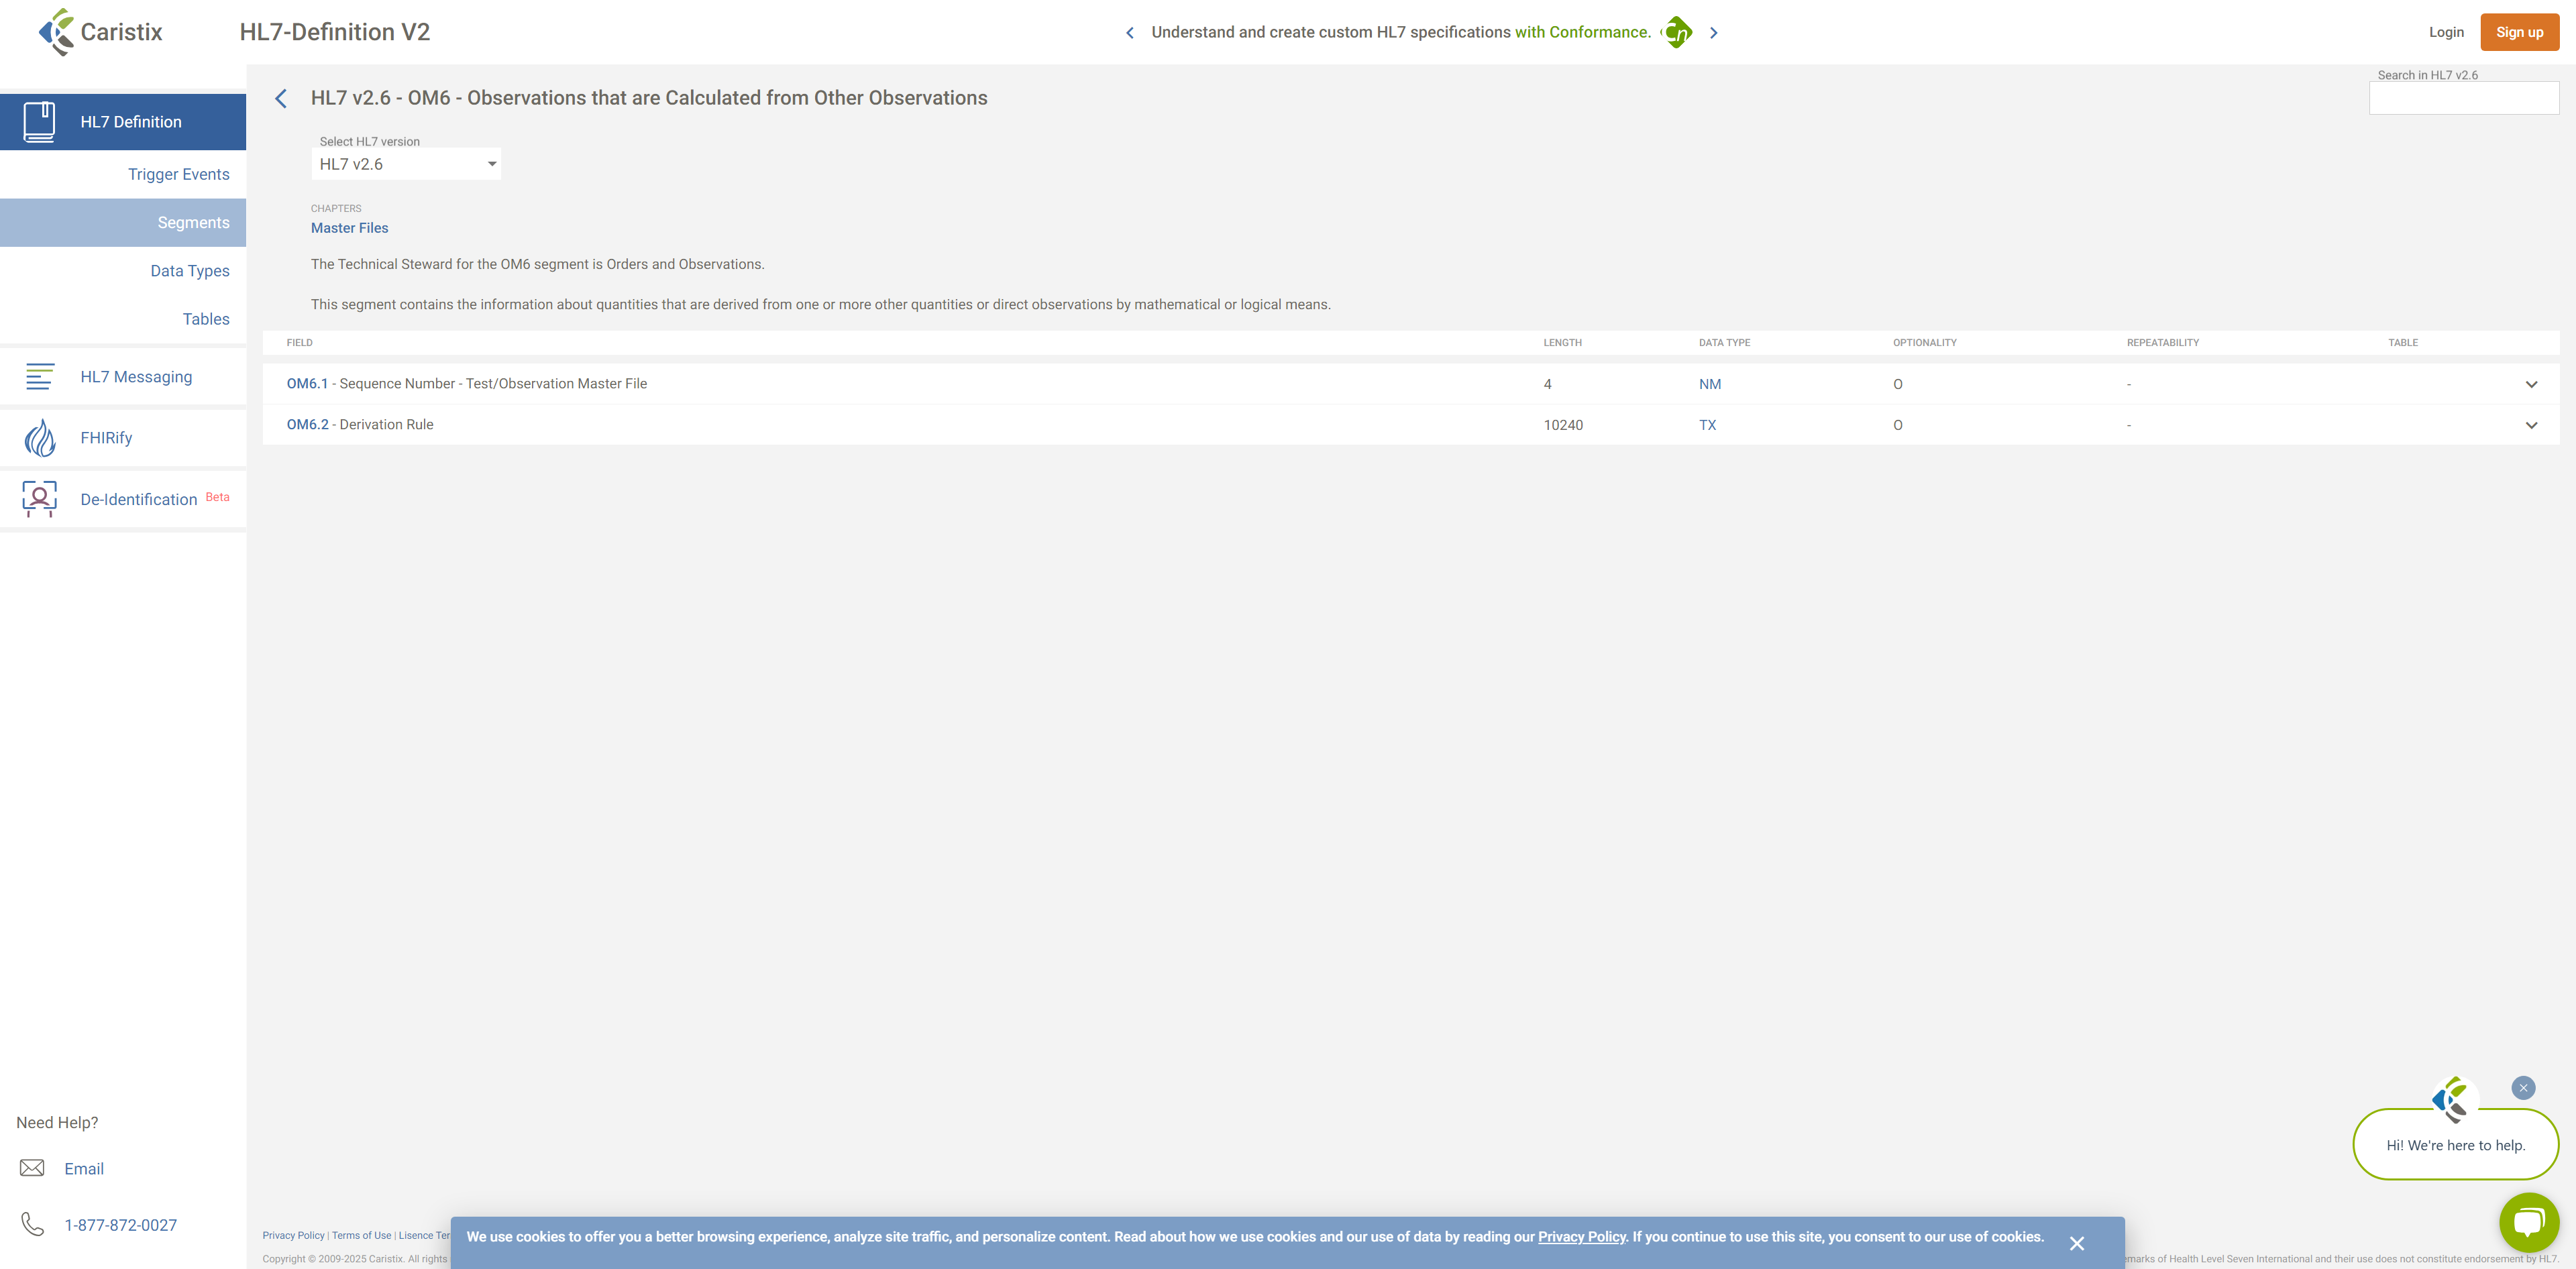 Caristix
HL7-Definition V2
Understand and create custom HL7 specifications with Conformance.
Cn
Login
Sign up
HL7 Definition
Trigger Events
Segments
Data Types
Tables
HL7 Messaging
FHIRify
De-Identification Beta
Need Help?
Email
1-877-872-0027
HL7 v2.6 - OM6 - Observations that are Calculated from Other Observations
Search in HL7 v2.6
Select HL7 version
HL7 v2.6
CHAPTERS
Master Files
The Technical Steward for the OM6 segment is Orders and Observations.
This segment contains the information about quantities that are derived from one or more other quantities or direct observations by mathematical or logical means.
FIELD LENGTH DATA TYPE OPTIONALITY REPEATABILITY TABLE
OM6.1 - Sequence Number - Test/Observation Master File 4 NM O -
OM6.2 - Derivation Rule 10240 TX O -
Hi! We're here to help.
Privacy Policy | Terms of Use | Lisence Ter
We use cookies to offer you a better browsing experience, analyze site traffic, and personalize content. Read about how we use cookies and our use of data by reading our Privacy Policy. If you continue to use this site, you consent to our use of cookies.
Copyright © 2009-2025 Caristix. All rights
emarks of Health Level Seven International and their use does not constitute endorsement by HL7.